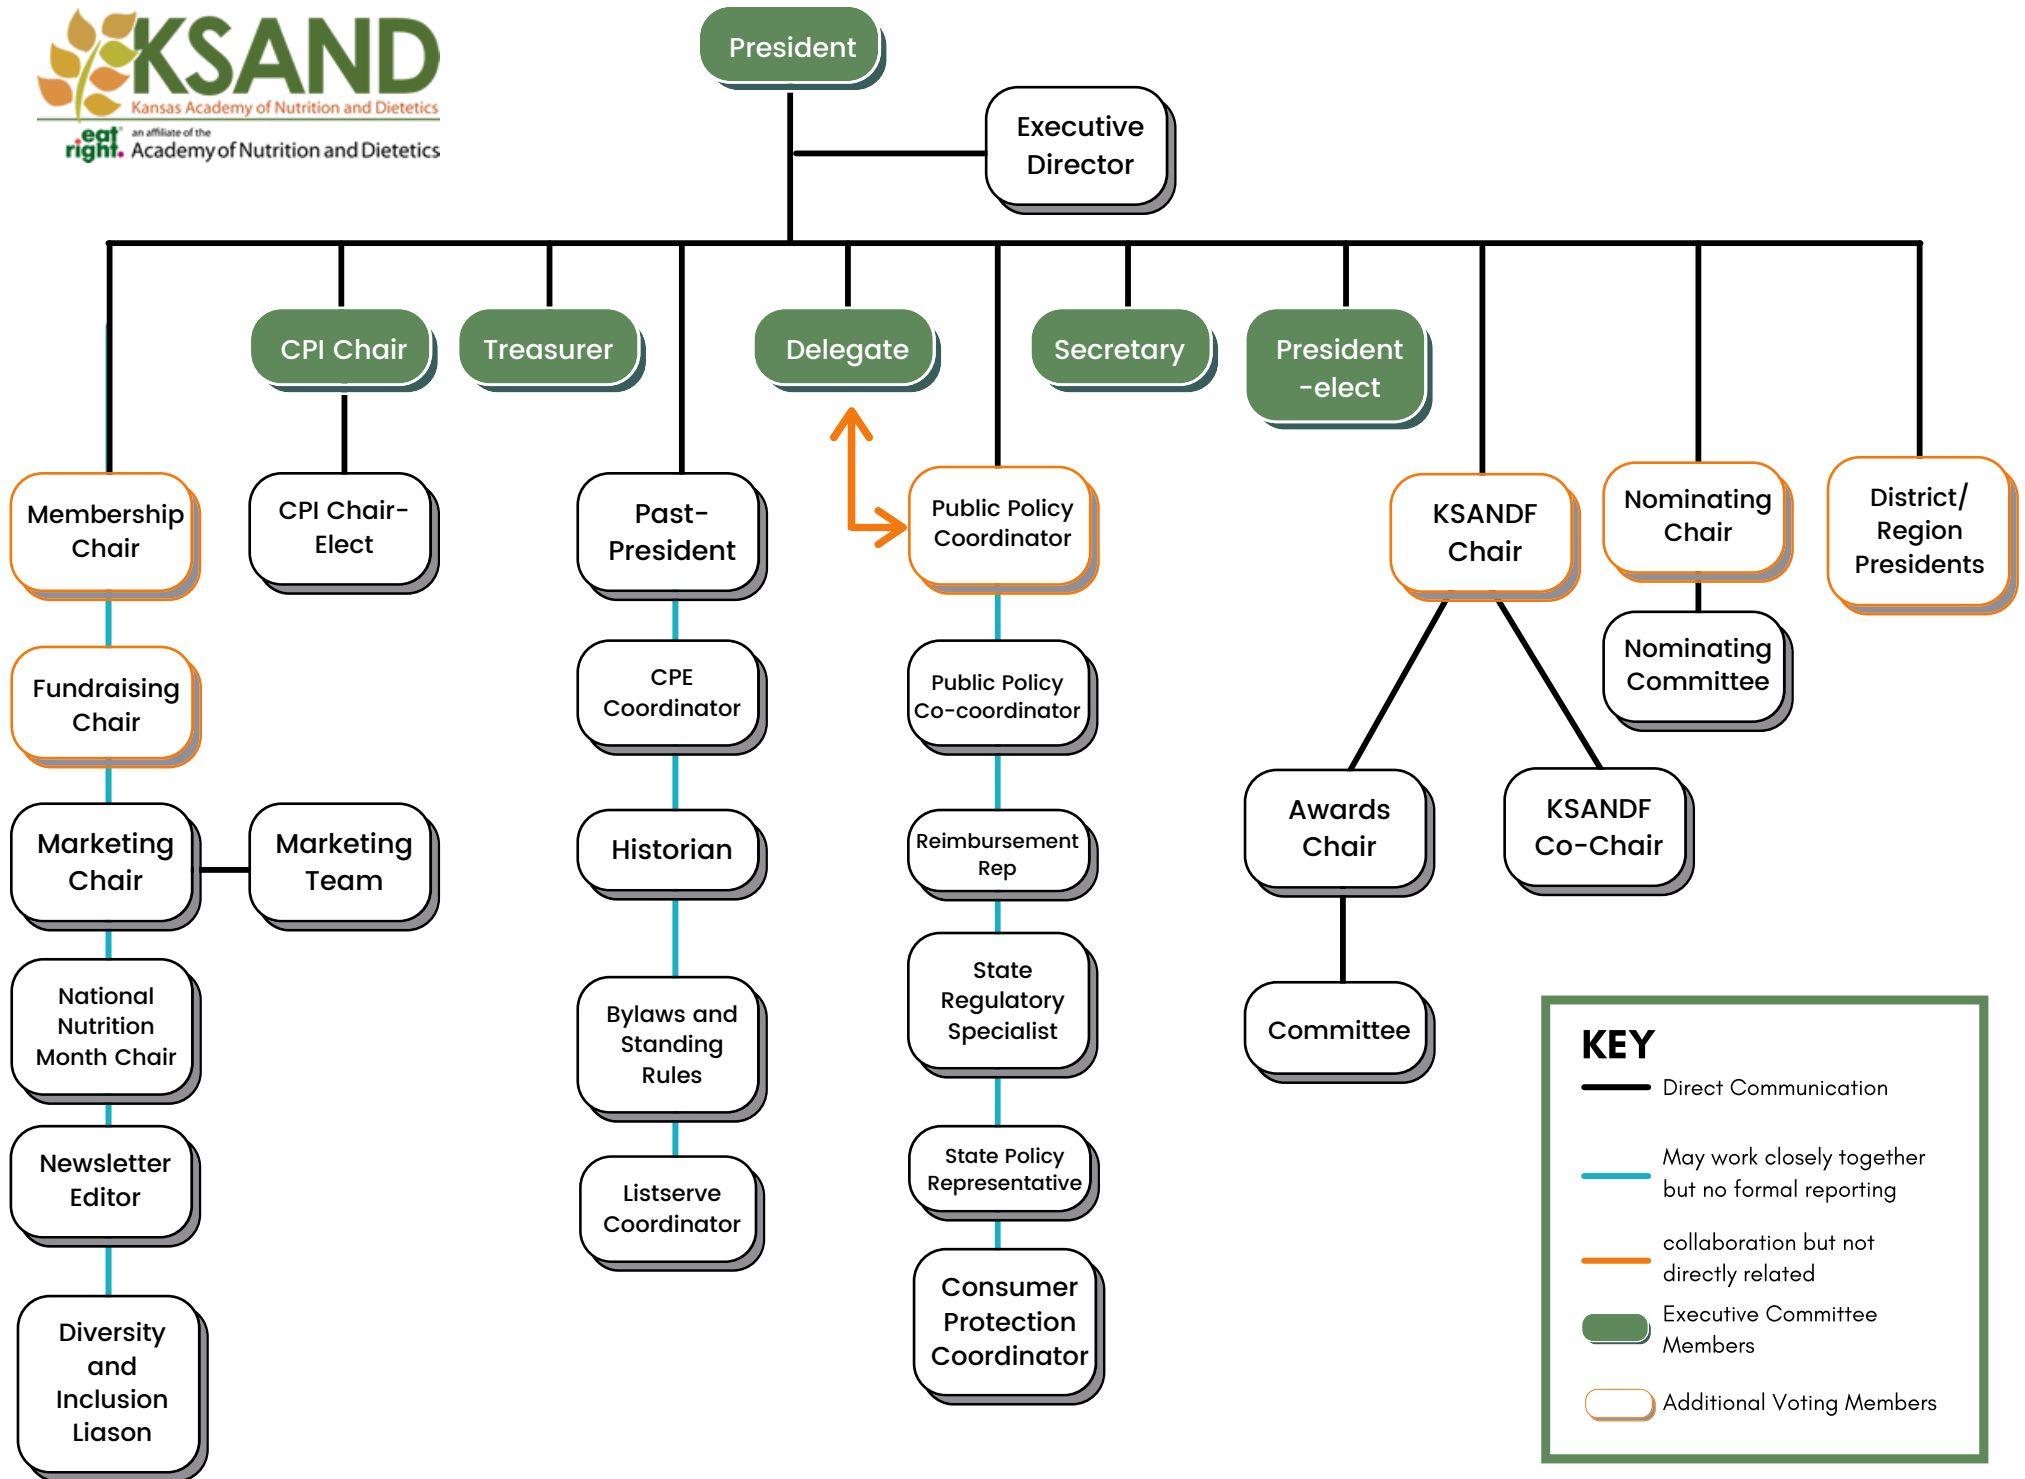 KSAND
Kansas Academy of Nutrition and Dietetics
eat
right.
an affiliate of the
Academy of Nutrition and Dietetics
President
Executive
Director
CPI Chair
Treasurer
Delegate
Secretary
President
-elect
Membership
Chair
CPI Chair-
Elect
Past-
President
Public Policy
Coordinator
KSANDF
Chair
Nominating
Chair
District/
Region
Presidents
Fundraising
Chair
CPE
Coordinator
Public Policy
Co-coordinator
Nominating
Committee
Marketing
Chair
Marketing
Team
Historian
Reimbursement
Rep
Awards
Chair
KSANDF
Co-Chair
National
Nutrition
Month Chair
Bylaws and
Standing
Rules
State
Regulatory
Specialist
Committee
Newsletter
Editor
Listserve
Coordinator
State Policy
Representative
Diversity
and
Inclusion
Liason
Consumer
Protection
Coordinator
KEY
Direct Communication
May work closely together
but no formal reporting
collaboration but not
directly related
Executive Committee
Members
Additional Voting Members